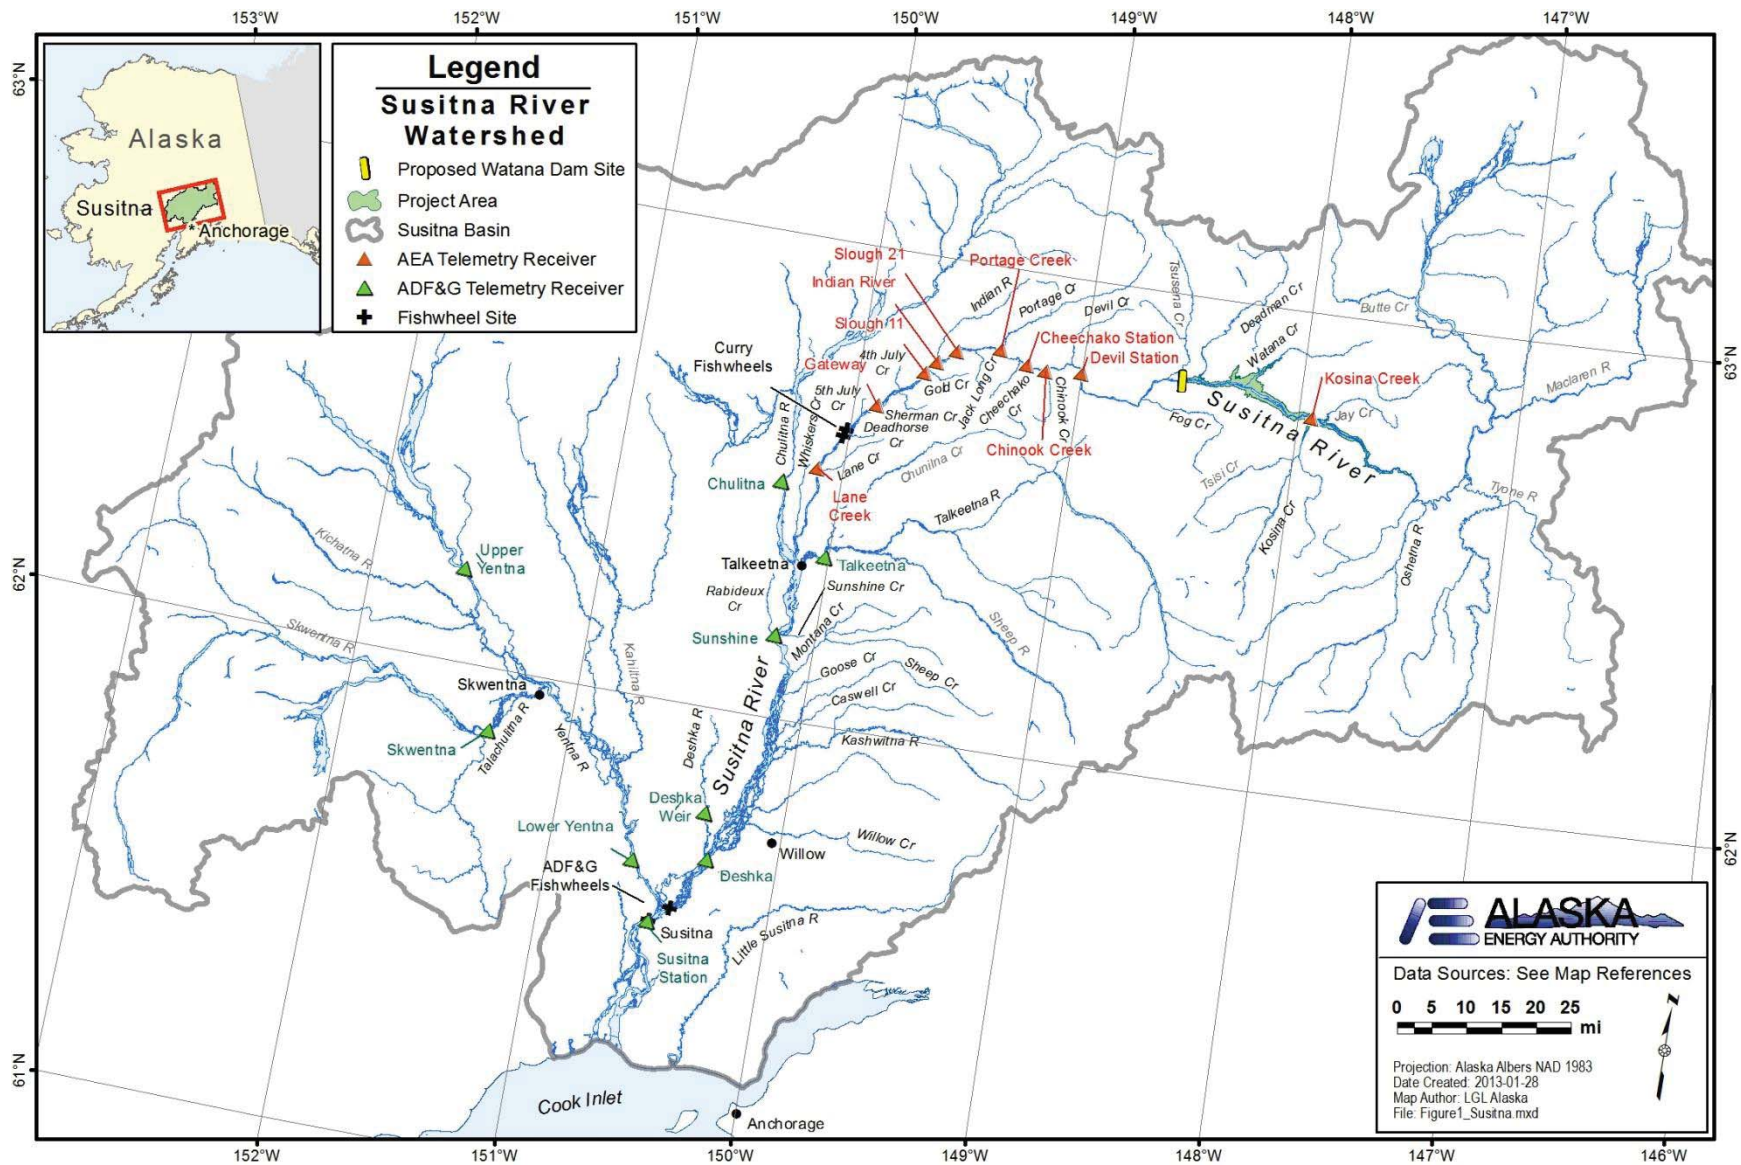 153°W
152°W
151°W
150°W
149°W
148°W
147°W
63°N
62°N
61°N
63°N
62°N
152°W
151°W
150°W
149°W
148°W
147°W
146°W
Alaska
Susitna
*Anchorage
Legend
Susitna River
Watershed
Proposed Watana Dam Site
Project Area
Susitna Basin
AEA Telemetry Receiver
ADF&G Telemetry Receiver
Fishwheel Site
Slough 21
Indian River
Slough 11
Gateway
Portage Creek
Cheechako Station
Devil Station
Chinook Creek
Kosina Creek
Lane
Creek
Curry
Fishwheels
Indian R
Portage Cr
Devil Cr
Tsusena Cr
Deadman Cr
Watana Cr
Butte Cr
Maclaren R
Jay Cr
Fog Cr
Susitna River
Tsisi Cr
Kosina Cr
Oshetna R
Tyone R
4th July
Cr
5th July
Cr
Gold Cr
Jack Long Cr
Cheechako
Cr
Chinook Cr
Sherman Cr
Deadhorse
Cr
Lane Cr
Chunilna Cr
Whiskers
Cr
Chulitna R
Chulitna
Talkeetna R
Talkeetna
Talkeetna
Rabideux
Cr
Sunshine Cr
Sunshine
Montana Cr
Sheep R
Goose Cr
Sheep Cr
Caswell Cr
Kashwitna R
Susitna River
Deshka R
Deshka
Weir
Deshka
Willow Cr
Willow
Kichatna R
Upper
Yentna
Skwentna R
Skwentna
Skwentna
Talachulitna R
Yentna R
Kahiltna R
Lower Yentna
ADF&G
Fishwheels
Susitna
Susitna
Station
Little Susitna R
Cook Inlet
Anchorage
ALASKA
ENERGY AUTHORITY
Data Sources: See Map References
0 5 10 15 20 25
mi
N
Projection: Alaska Albers NAD 1983
Date Created: 2013-01-28
Map Author: LGL Alaska
File: Figure1_Susitna.mxd